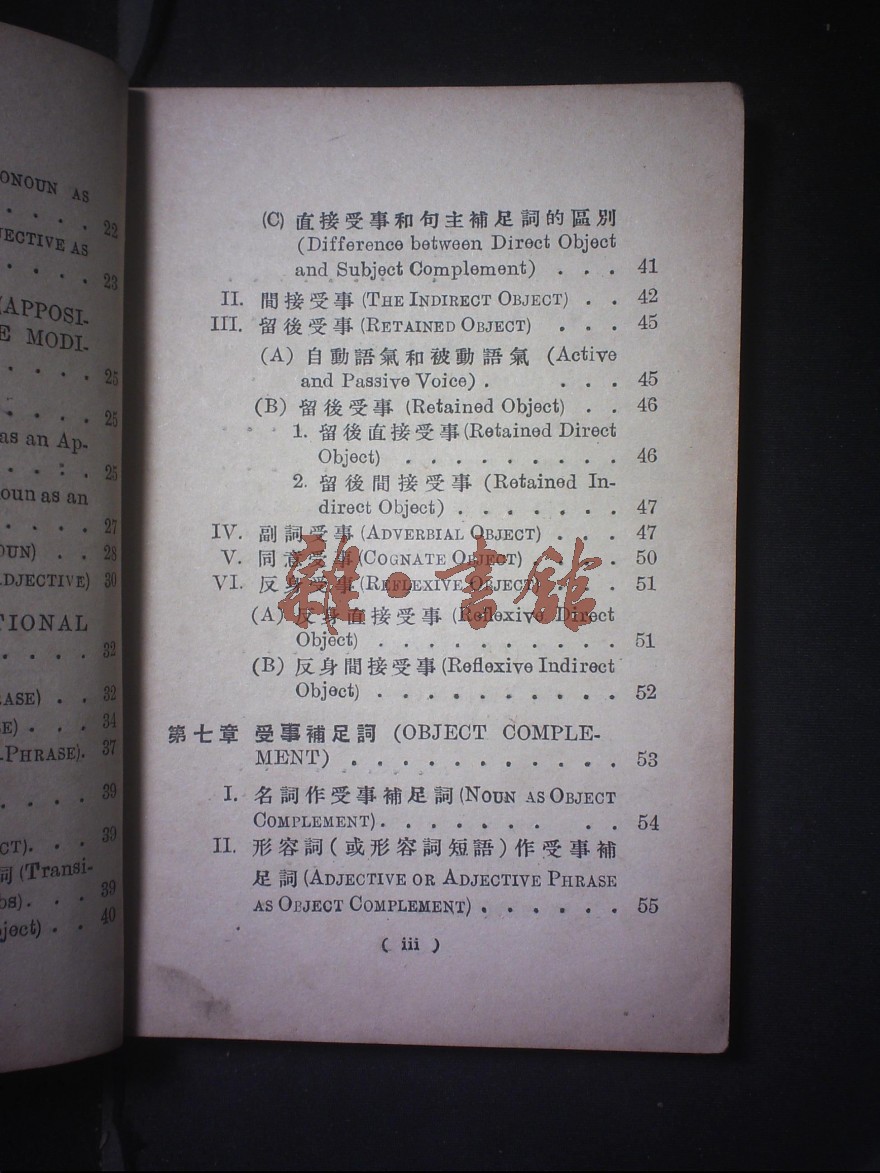 ONOUN AS
. . . . . 22
JECTIVE AS
. . . . . 23
(APPOSI-
E MODI-
. . . . . 25
. . . . . 25
as an Ap-
. . . . . 25
noun as an
. . . . . 27
OUN) . . 28
ADJECTIVE) 30
TIONAL
. . . . . 32
RASE) . . 32
SE) . . . 34
-PHRASE). 37
. . . . . 39
CT). . . 39
詞 (Transi-
bs). . . 39
ject) . . 40
(C) 直接受事和句主補足詞的區別
(Difference between Direct Object
and Subject Complement) . . . 41
II. 間接受事 (THE INDIRECT OBJECT) . . 42
III. 留後受事 (RETAINED OBJECT) . . . 45
(A) 自動語氣和被動語氣 (Active
and Passive Voice) . . . . 45
(B) 留後受事 (Retained Object) . . 46
1. 留後直接受事 (Retained Direct
Object) . . . . . . . . . 46
2. 留後間接受事 (Retained In-
direct Object) . . . . . . . 47
IV. 副詞受事 (ADVERBIAL OBJECT) . . . 47
V. 同意受事 (COGNATE OBJECT) . . . . 50
VI. 反身受事 (REFLEXIVE OBJECT) . . . 51
(A) 反身直接受事 (Reflexive Direct
Object) . . . . . . . . . . 51
(B) 反身間接受事 (Reflexive Indirect
Object) . . . . . . . . . . 52
第七章 受事補足詞 (OBJECT COMPLE-
MENT) . . . . . . . . . . . 53
I. 名詞作受事補足詞 (NOUN AS OBJECT
COMPLEMENT) . . . . . . . . . 54
II. 形容詞 (或形容詞短語) 作受事補
足詞 (ADJECTIVE OR ADJECTIVE PHRASE
AS OBJECT COMPLEMENT) . . . . . . 55
( iii )
雜·書館